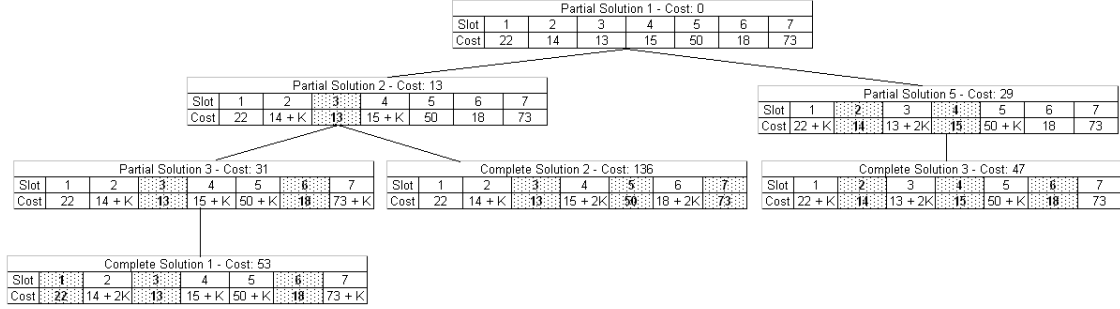 Partial Solution 1 - Cost: 0
Slot 1 2 3 4 5 6 7
Cost 22 14 13 15 50 18 73
Partial Solution 2 - Cost: 13
Slot 1 2 3 4 5 6 7
Cost 22 14 + K 13 15 + K 50 18 73
Partial Solution 5 - Cost: 29
Slot 1 2 3 4 5 6 7
Cost 22 + K 14 13 + 2K 15 50 + K 18 73
Partial Solution 3 - Cost: 31
Slot 1 2 3 4 5 6 7
Cost 22 14 + K 13 15 + K 50 + K 18 73 + K
Complete Solution 2 - Cost: 136
Slot 1 2 3 4 5 6 7
Cost 22 14 + K 13 15 + 2K 50 18 + 2K 73
Complete Solution 3 - Cost: 47
Slot 1 2 3 4 5 6 7
Cost 22 + K 14 13 + 2K 15 50 + K 18 73
Complete Solution 1 - Cost: 53
Slot 1 2 3 4 5 6 7
Cost 22 14 + 2K 13 15 + K 50 + K 18 73 + K